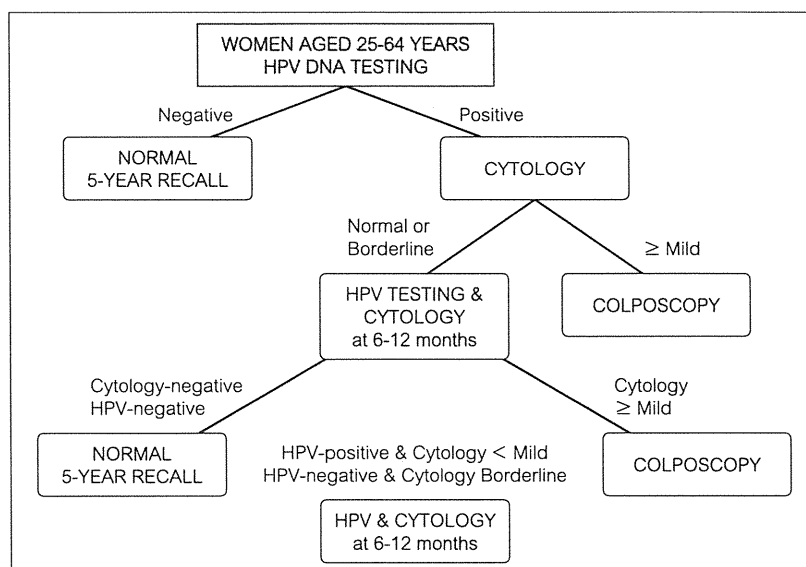 WOMEN AGED 25-64 YEARS
HPV DNA TESTING
Negative
Positive
NORMAL
5-YEAR RECALL
CYTOLOGY
Normal or
Borderline
≥ Mild
HPV TESTING &
CYTOLOGY
at 6-12 months
COLPOSCOPY
Cytology-negative
HPV-negative
Cytology
≥ Mild
NORMAL
5-YEAR RECALL
HPV-positive & Cytology < Mild
HPV-negative & Cytology Borderline
COLPOSCOPY
HPV & CYTOLOGY
at 6-12 months